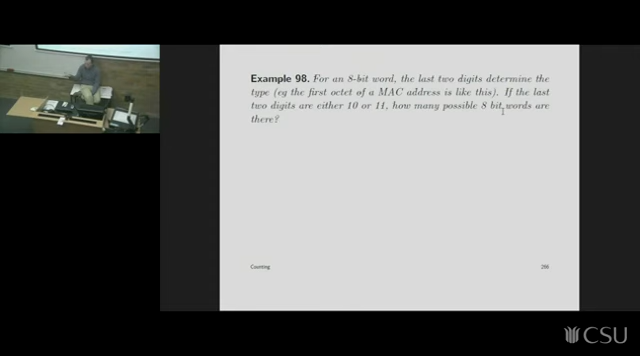 Example 98. For an 8-bit word, the last two digits determine the
type (eg the first octet of a MAC address is like this). If the last
two digits are either 10 or 11, how many possible 8 bit words are
there?
Counting
CSU